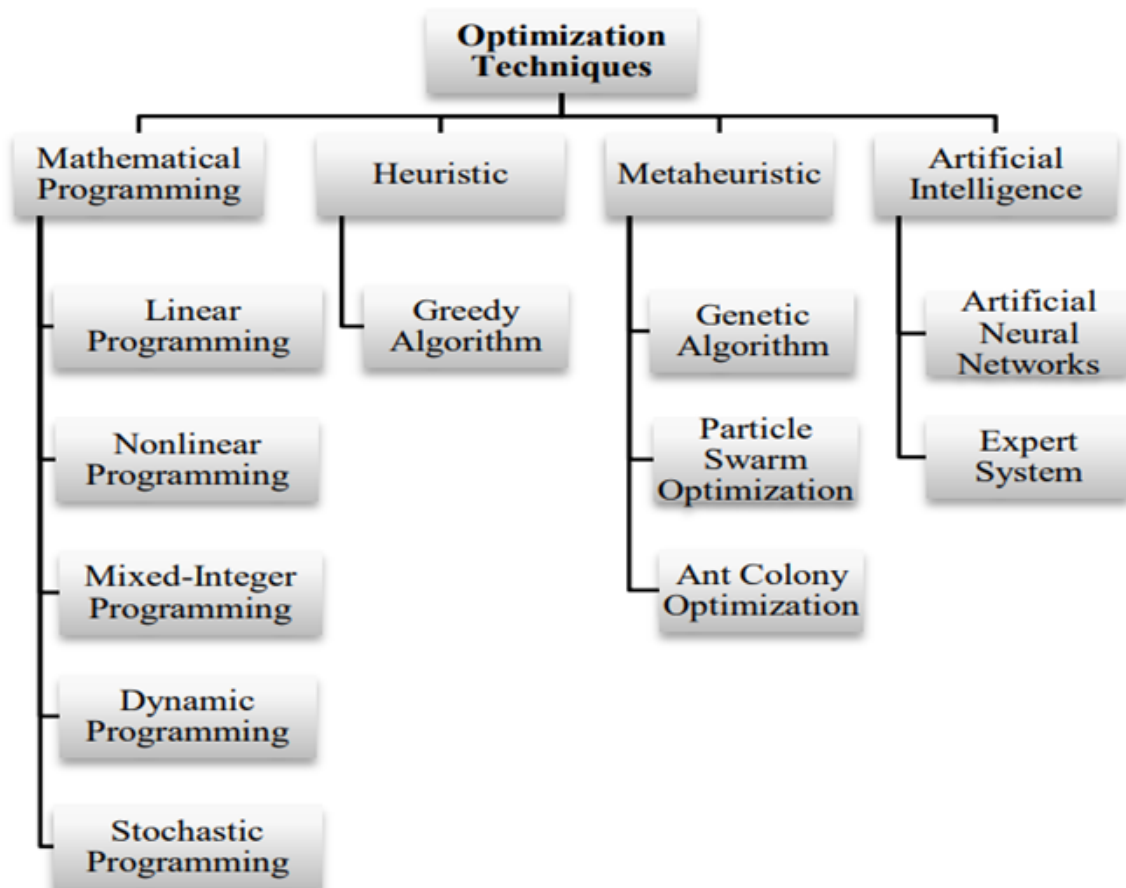 Optimization
Techniques
Mathematical
Programming
Heuristic
Metaheuristic
Artificial
Intelligence
Linear
Programming
Nonlinear
Programming
Mixed-Integer
Programming
Dynamic
Programming
Stochastic
Programming
Greedy
Algorithm
Genetic
Algorithm
Particle
Swarm
Optimization
Ant Colony
Optimization
Artificial
Neural
Networks
Expert
System